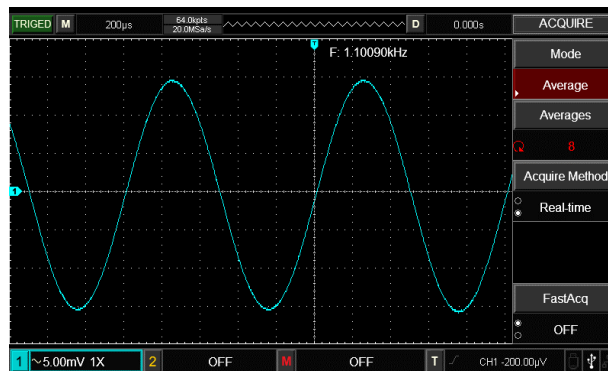 TRIGED M 200µs 64.0kpts D 0.000s ACQUIRE
20.0MSa/s
T
F: 1.10090kHz
Mode
Average
Averages
8
1
Acquire Method
Real-time
FastAcq
OFF
1 ~5.00mV 1X 2 OFF M OFF T CH1 -200.00µV